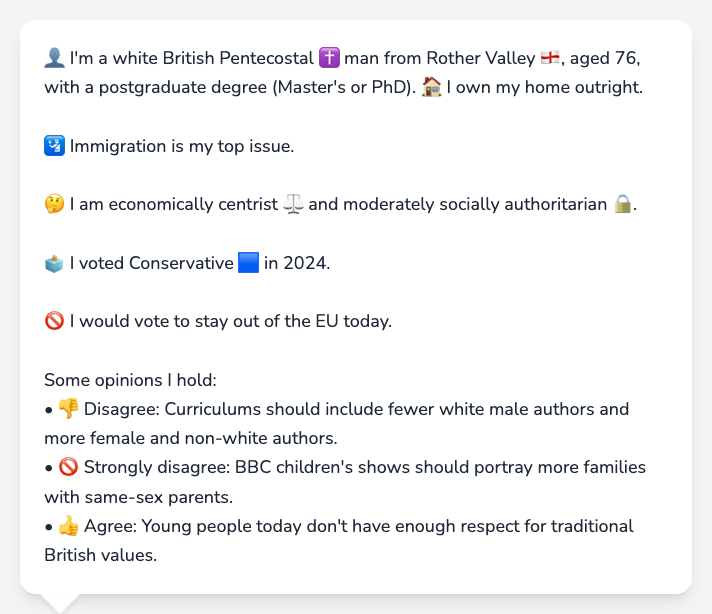 👤 I'm a white British Pentecostal ✝️ man from Rother Valley 🏴󠁧󠁢󠁥󠁮󠁧󠁿, aged 76,
with a postgraduate degree (Master's or PhD). 🏠 I own my home outright.
🛂 Immigration is my top issue.
🤔 I am economically centrist ⚖️ and moderately socially authoritarian 🔒.
🗳️ I voted Conservative 🟦 in 2024.
🚫 I would vote to stay out of the EU today.
Some opinions I hold:
• 👎 Disagree: Curriculums should include fewer white male authors and
more female and non-white authors.
• 🚫 Strongly disagree: BBC children's shows should portray more families
with same-sex parents.
• 👍 Agree: Young people today don't have enough respect for traditional
British values.